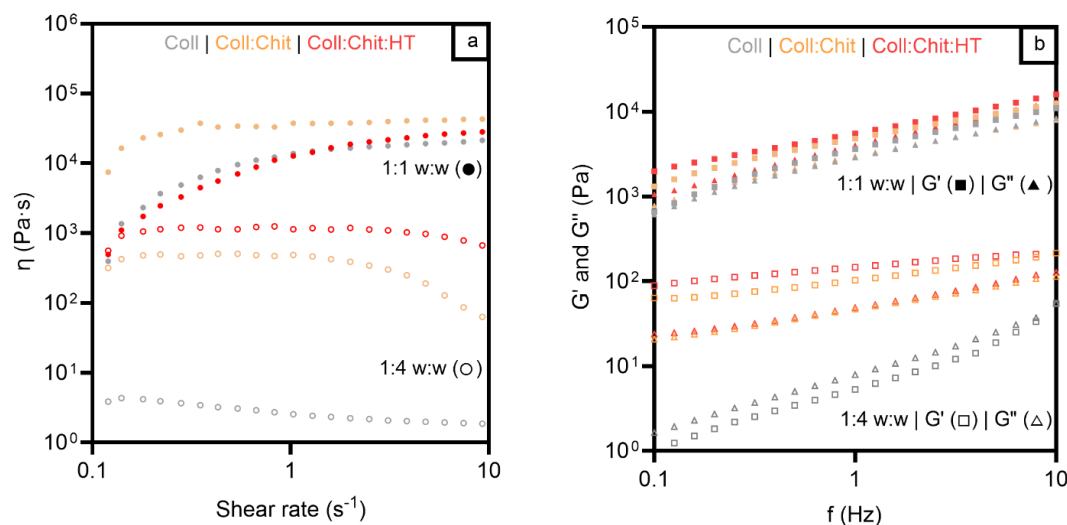 Coll | Coll:Chit | Coll:Chit:HT
a
10⁶
10⁵
10⁴
10³
10²
10¹
10⁰
η (Pa·s)
1:1 w:w (●)
1:4 w:w (○)
0.1
1
10
Shear rate (s⁻¹)
Coll | Coll:Chit | Coll:Chit:HT
b
10⁵
10⁴
10³
10²
10¹
10⁰
G' and G" (Pa)
1:1 w:w | G' (■) | G" (▲)
1:4 w:w | G' (□) | G" (△)
0.1
1
10
f (Hz)